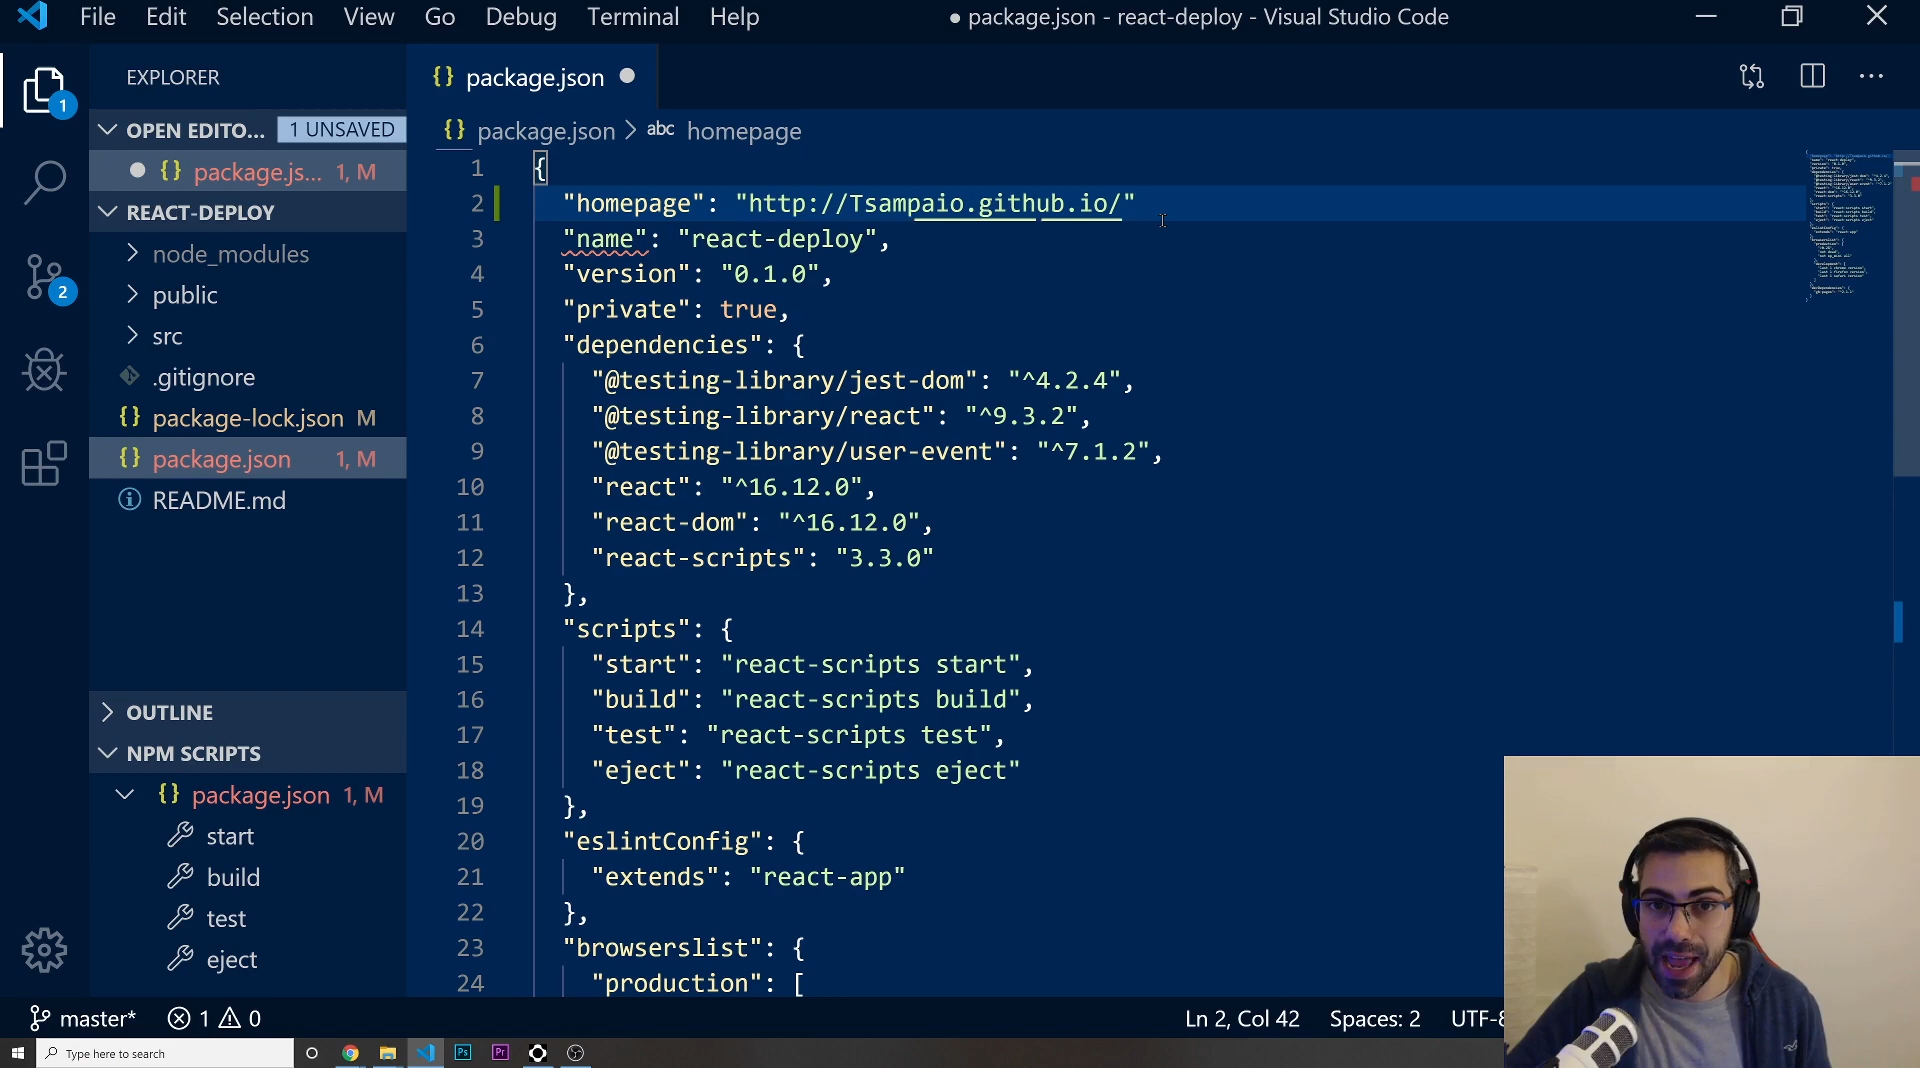 File Edit Selection View Go Debug Terminal Help ● package.json - react-deploy - Visual Studio Code
EXPLORER
{} package.json
OPEN EDITO... 1 UNSAVED
{} package.json > abc homepage
1
{} package.js... 1, M
REACT-DEPLOY
node_modules
public
src
.gitignore
{} package-lock.json M
{} package.json 1, M
README.md
2
OUTLINE
NPM SCRIPTS
{} package.json 1, M
start
build
test
eject
1 {
2 "homepage": "http://Tsampaio.github.io/"
3 "name": "react-deploy",
4 "version": "0.1.0",
5 "private": true,
6 "dependencies": {
7 "@testing-library/jest-dom": "^4.2.4",
8 "@testing-library/react": "^9.3.2",
9 "@testing-library/user-event": "^7.1.2",
10 "react": "^16.12.0",
11 "react-dom": "^16.12.0",
12 "react-scripts": "3.3.0"
13 },
14 "scripts": {
15 "start": "react-scripts start",
16 "build": "react-scripts build",
17 "test": "react-scripts test",
18 "eject": "react-scripts eject"
19 },
20 "eslintConfig": {
21 "extends": "react-app"
22 },
23 "browserslist": {
24 "production": [
master* 1 0 Ln 2, Col 42 Spaces: 2 UTF-8
Type here to search Ps Pr